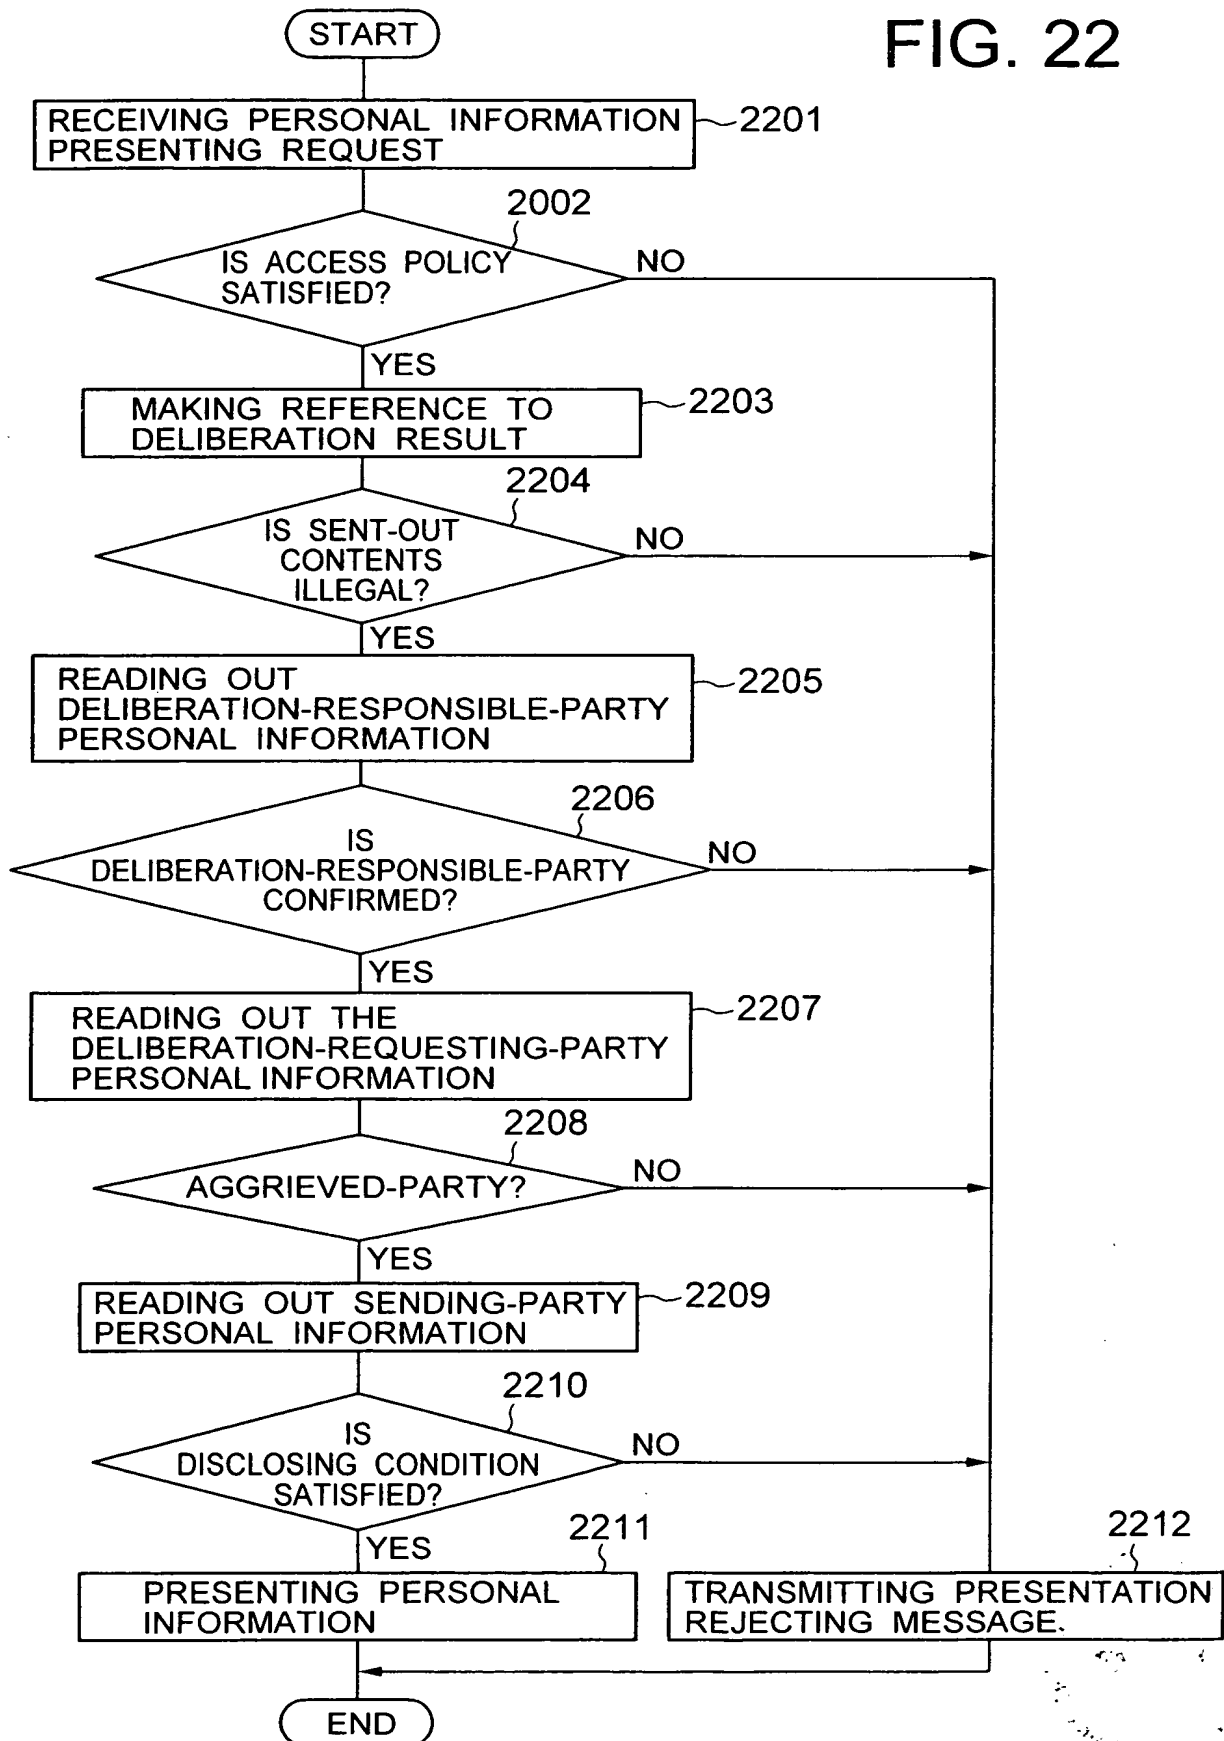 FIG. 22
START
RECEIVING PERSONAL INFORMATION
PRESENTING REQUEST
2201
2002
IS ACCESS POLICY
SATISFIED?
NO
YES
MAKING REFERENCE TO
DELIBERATION RESULT
2203
2204
IS SENT-OUT
CONTENTS
ILLEGAL?
NO
YES
READING OUT
DELIBERATION-RESPONSIBLE-PARTY
PERSONAL INFORMATION
2205
2206
IS
DELIBERATION-RESPONSIBLE-PARTY
CONFIRMED?
NO
YES
READING OUT THE
DELIBERATION-REQUESTING-PARTY
PERSONAL INFORMATION
2207
2208
AGGRIEVED-PARTY?
NO
YES
READING OUT SENDING-PARTY
PERSONAL INFORMATION
2209
2210
IS
DISCLOSING CONDITION
SATISFIED?
NO
YES
2211
PRESENTING PERSONAL
INFORMATION
2212
TRANSMITTING PRESENTATION
REJECTING MESSAGE.
END